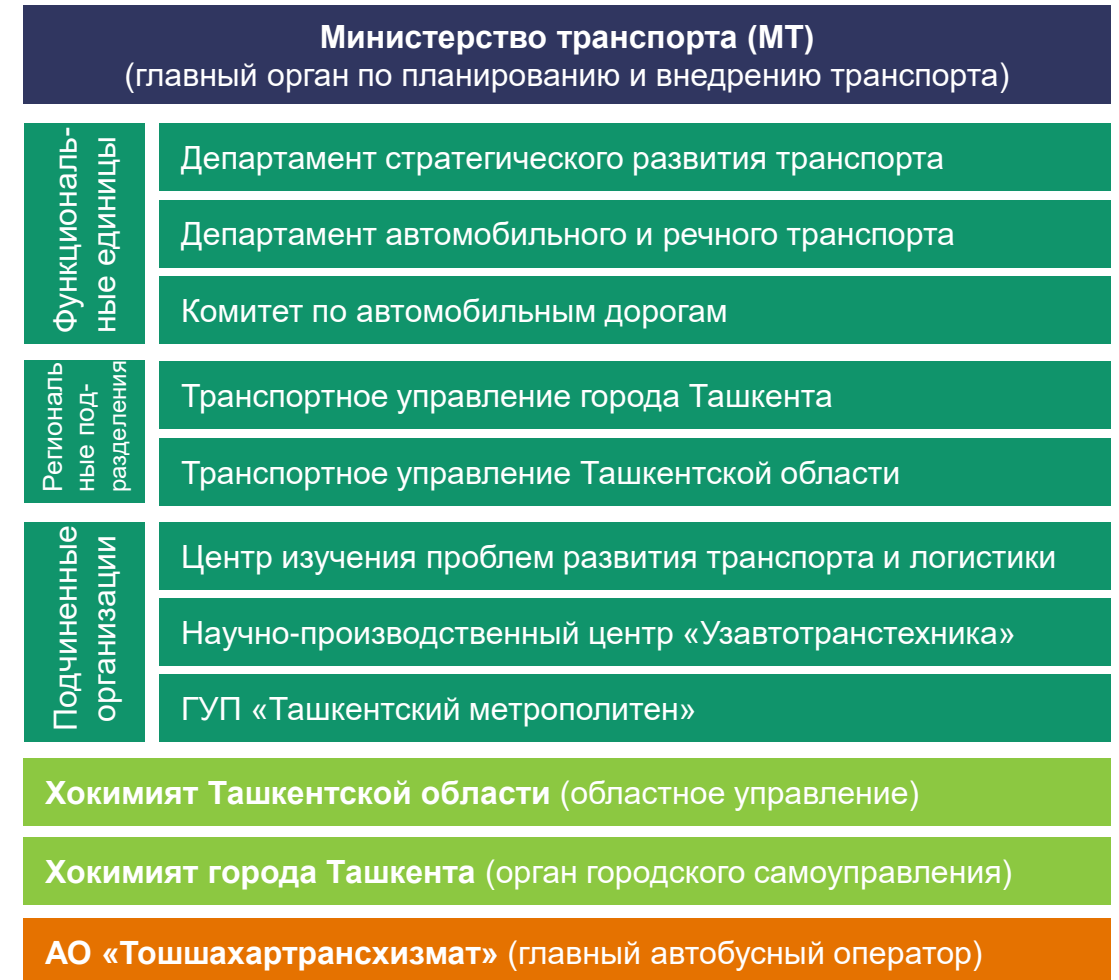 Министерство транспорта (МТ)
(главный орган по планированию и внедрению транспорта)
Функциональ-
ные единицы
Департамент стратегического развития транспорта
Департамент автомобильного и речного транспорта
Комитет по автомобильным дорогам
Региональ
ные под-
разделения
Транспортное управление города Ташкента
Транспортное управление Ташкентской области
Подчиненные
организации
Центр изучения проблем развития транспорта и логистики
Научно-производственный центр «Узавтотранстехника»
ГУП «Ташкентский метрополитен»
Хокимият Ташкентской области (областное управление)
Хокимият города Ташкента (орган городского самоуправления)
АО «Тошшахартрансхизмат» (главный автобусный оператор)